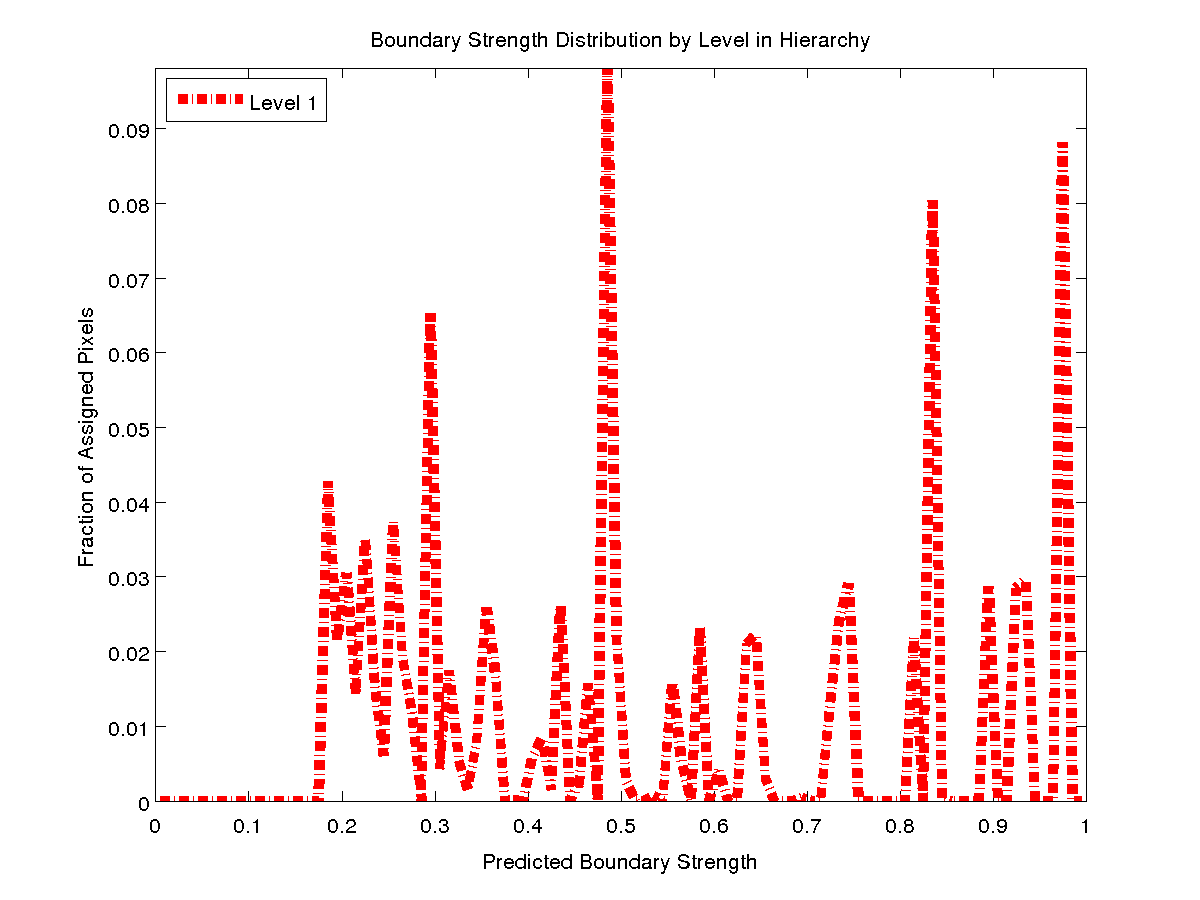 Boundary Strength Distribution by Level in Hierarchy
Level 1
0.09
0.08
0.07
0.06
0.05
0.04
0.03
0.02
0.01
0
Fraction of Assigned Pixels
0 0.1 0.2 0.3 0.4 0.5 0.6 0.7 0.8 0.9 1
Predicted Boundary Strength